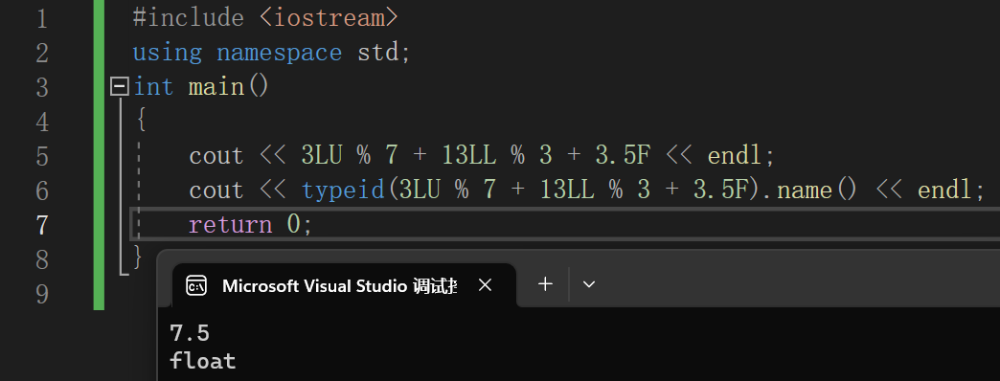 1 #include <iostream>
2 using namespace std;
3 int main()
4 {
5 cout << 3LU % 7 + 13LL % 3 + 3.5F << endl;
6 cout << typeid(3LU % 7 + 13LL % 3 + 3.5F).name() << endl;
7 return 0;
8 }
9
Microsoft Visual Studio 调试
7.5
float